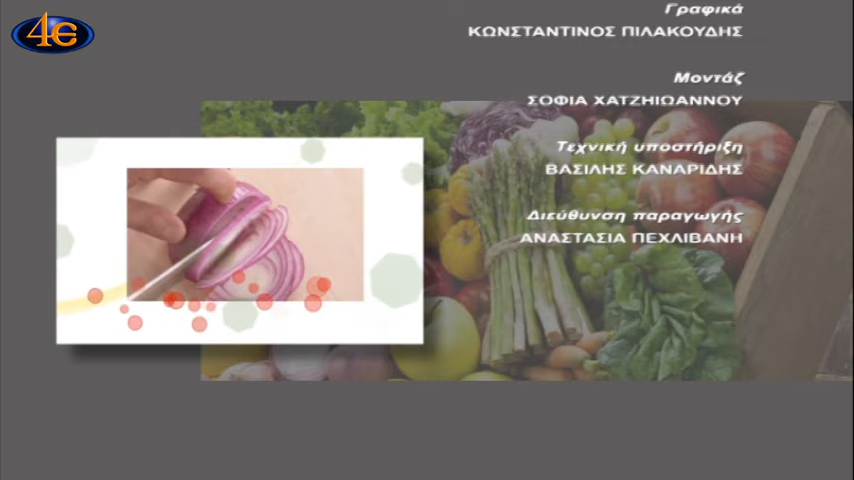 4Ε
Γραφικά
ΚΩΝΣΤΑΝΤΙΝΟΣ ΠΙΛΑΚΟΥΔΗΣ
Μοντάζ
ΣΟΦΙΑ ΧΑΤΖΗΙΩΑΝΝΟΥ
Τεχνική υποστήριξη
ΒΑΣΙΛΗΣ ΚΑΝΑΡΙΔΗΣ
Διεύθυνση παραγωγής
ΑΝΑΣΤΑΣΙΑ ΠΕΧΛΙΒΑΝΗ